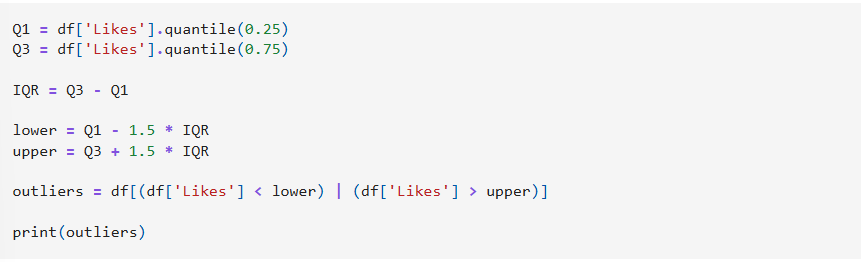 Q1 = df['Likes'].quantile(0.25)
Q3 = df['Likes'].quantile(0.75)
IQR = Q3 - Q1
lower = Q1 - 1.5 * IQR
upper = Q3 + 1.5 * IQR
outliers = df[(df['Likes'] < lower) | (df['Likes'] > upper)]
print(outliers)